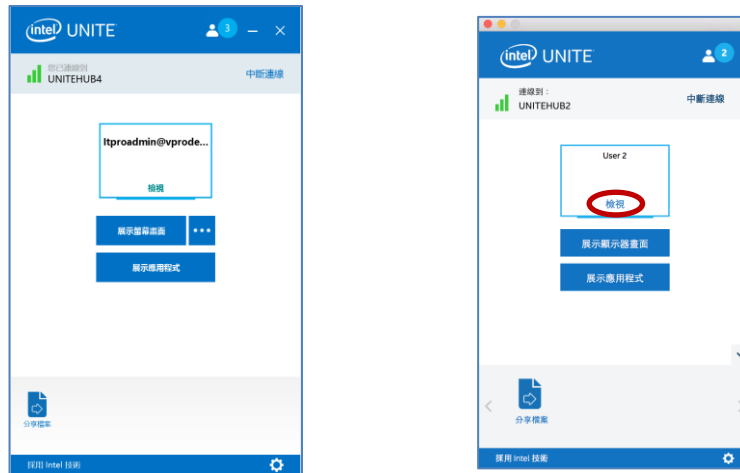 intel UNITE
3
您已連線到
UNITEHUB4
中斷連線
ltproadmin@vprode...
檢視
展示螢幕畫面
展示應用程式
分享檔案
採用 Intel 技術
intel UNITE
2
連線到：
UNITEHUB2
中斷連線
User 2
檢視
展示顯示器畫面
展示應用程式
分享檔案
採用 Intel 技術